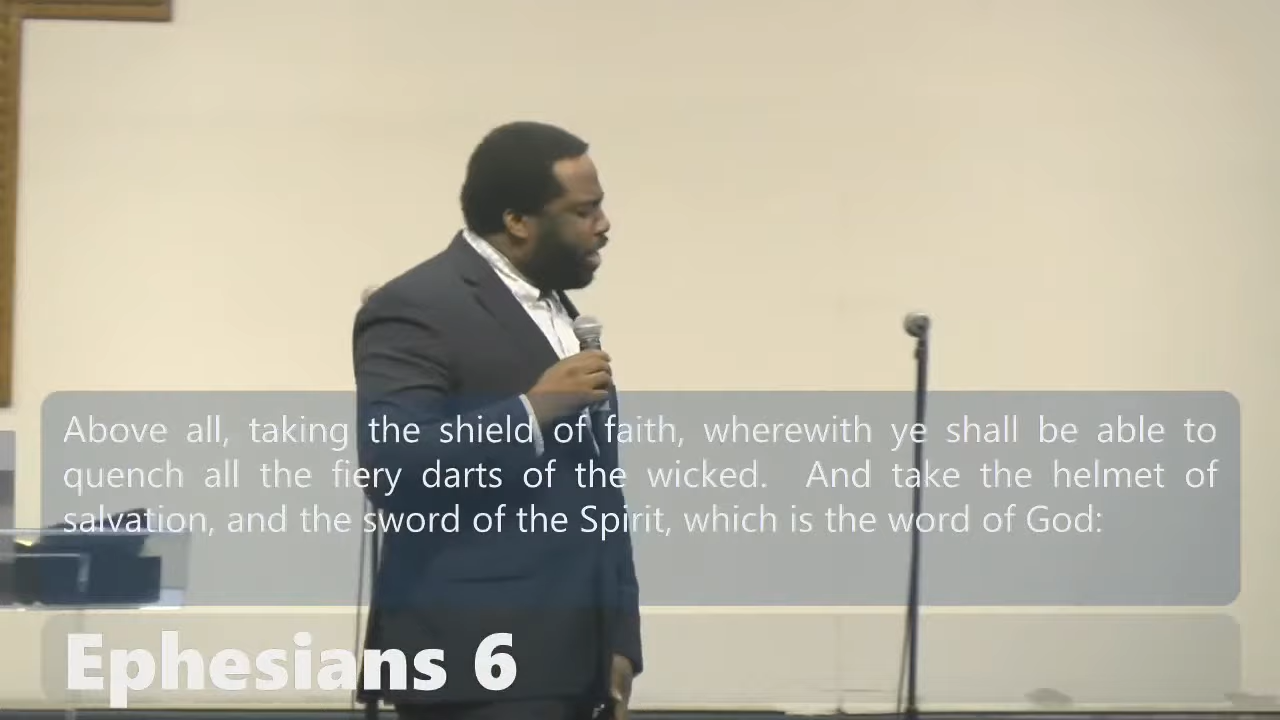 Above all, taking the shield of faith, wherewith ye shall be able to
quench all the fiery darts of the wicked. And take the helmet of
salvation, and the sword of the Spirit, which is the word of God:
Ephesians 6